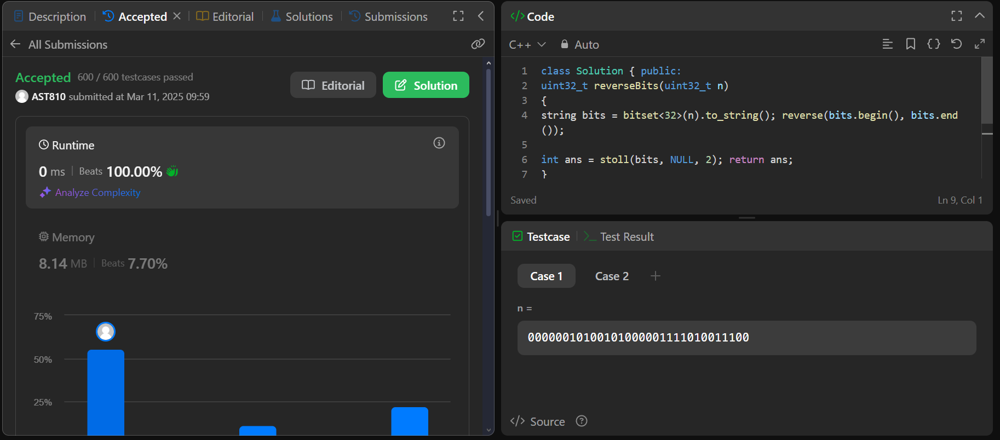 Description
Accepted
Editorial
Solutions
Submissions
All Submissions
Accepted 600 / 600 testcases passed
AST810 submitted at Mar 11, 2025 09:59
Editorial
Solution
Runtime
0 ms Beats 100.00%
Analyze Complexity
Memory
8.14 MB Beats 7.70%
75%
50%
25%
</> Code
C++ Auto
1 class Solution { public:
2 uint32_t reverseBits(uint32_t n)
3 {
4 string bits = bitset<32>(n).to_string(); reverse(bits.begin(), bits.end
());
5
6 int ans = stoll(bits, NULL, 2); return ans;
7 }
Saved
Ln 9, Col 1
Testcase
Test Result
Case 1
Case 2
n =
00000010100101000001111010011100
</> Source